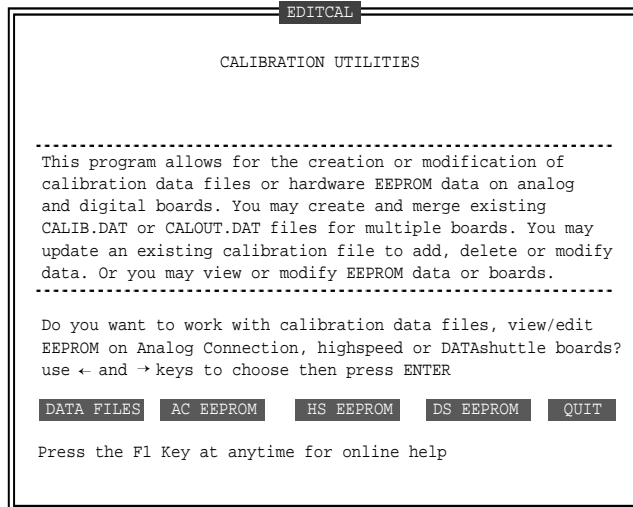 EDITCAL
CALIBRATION UTILITIES
This program allows for the creation or modification of
calibration data files or hardware EEPROM data on analog
and digital boards. You may create and merge existing
CALIB.DAT or CALOUT.DAT files for multiple boards. You may
update an existing calibration file to add, delete or modify
data. Or you may view or modify EEPROM data or boards.
Do you want to work with calibration data files, view/edit
EEPROM on Analog Connection, highspeed or DATAshuttle boards?
use ← and → keys to choose then press ENTER
DATA FILES AC EEPROM HS EEPROM DS EEPROM QUIT
Press the F1 Key at anytime for online help